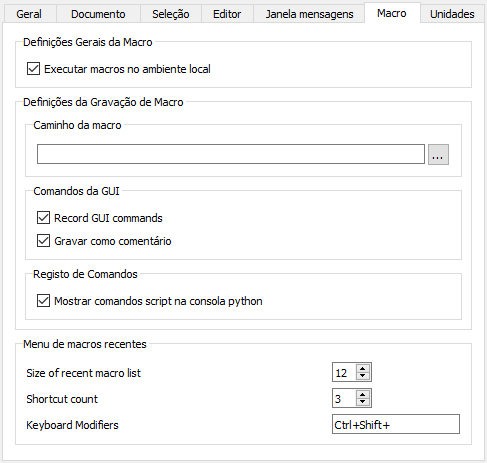 Geral Documento Seleção Editor Janela mensagens Macro Unidades
Definições Gerais da Macro
Executar macros no ambiente local
Definições da Gravação de Macro
Caminho da macro
...
Comandos da GUI
Record GUI commands
Gravar como comentário
Registo de Comandos
Mostrar comandos script na consola python
Menu de macros recentes
Size of recent macro list 12
Shortcut count 3
Keyboard Modifiers Ctrl+Shift+